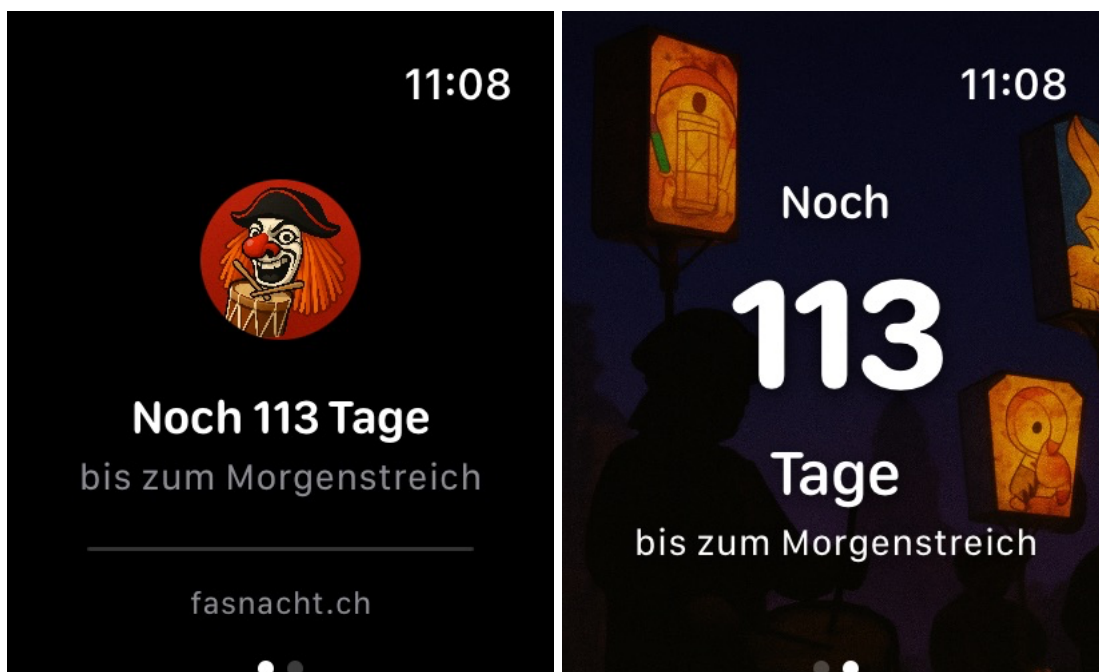 11:08
Noch 113 Tage
bis zum Morgenstreich
fasnacht.ch
11:08
Noch
113
Tage
bis zum Morgenstreich